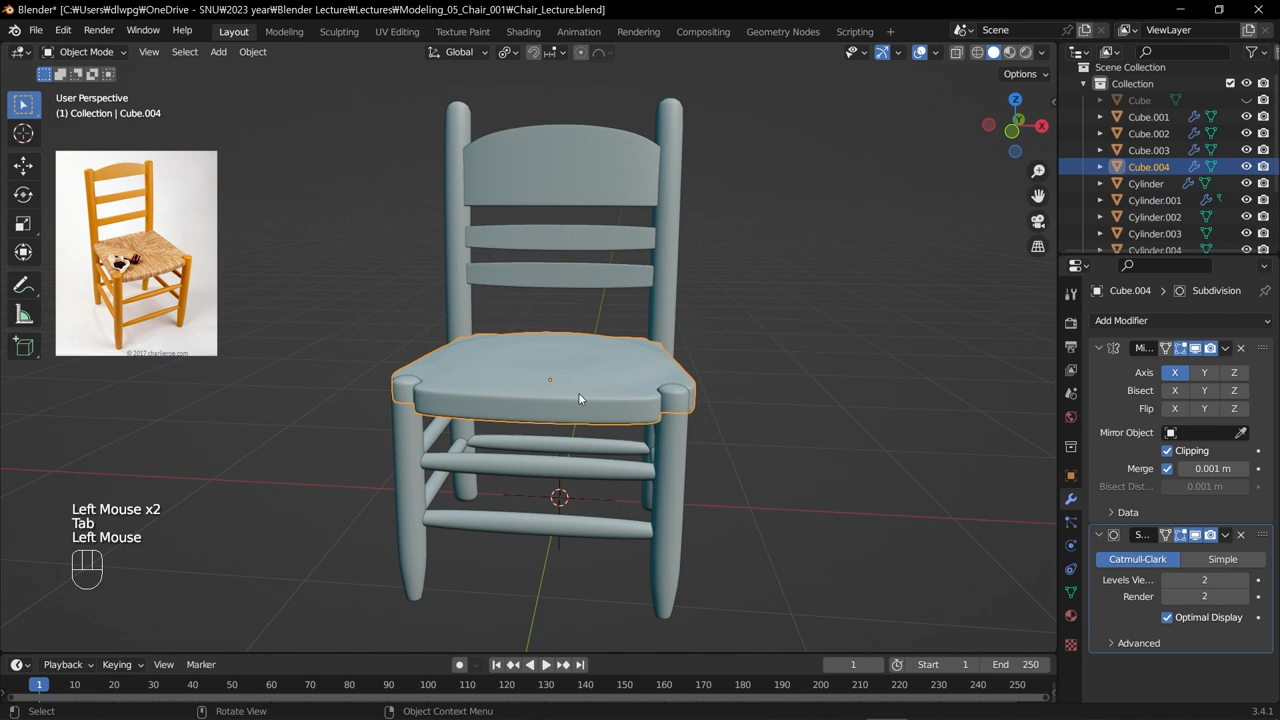 Blender* [C:₩Users₩dlwpg₩OneDrive - SNU₩2023 year₩Blender Lecture₩Lectures₩Modeling_05_Chair_001₩Chair_Lecture.blend]
File Edit Render Window Help Layout Modeling Sculpting UV Editing Texture Paint Shading Animation Rendering Compositing Geometry Nodes Scripting Scene ViewLayer
Object Mode View Select Add Object Global
Options
User Perspective
(1) Collection | Cube.004
Z
Y
X
© 2017 charlieroe.com
Left Mouse x2
Tab
Left Mouse
Scene Collection
Collection
Cube
Cube.001
Cube.002
Cube.003
Cube.004
Cylinder
Cylinder.001
Cylinder.002
Cylinder.003
Cylinder.004
Cube.004 Subdivision
Add Modifier
Mi...
Axis X Y Z
Bisect X Y Z
Flip X Y Z
Mirror Object
Clipping
Merge 0.001 m
Bisect Dist... 0.001 m
Data
S...
Catmull-Clark Simple
Levels Vie... 2
Render 2
Optimal Display
Advanced
Playback Keying View Marker 1 Start 1 End 250
1 10 20 30 40 50 60 70 80 90 100 110 120 130 140 150 160 170 180 190 200 210 220 230 240 250
Select Rotate View Object Context Menu 3.4.1